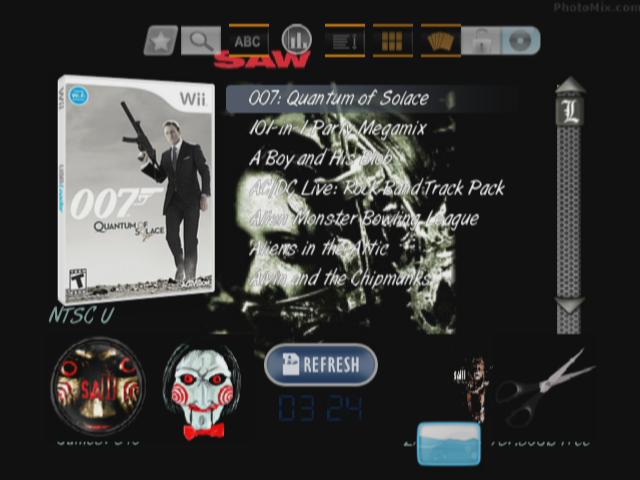 PhotoMix.com
ABC
SAW
Wii
Wii
007: Quantum of Solace
101-in-1 Party Megamix
A Boy and His Blob
AC/DC Live: Rock Band Track Pack
Alien Monster Bowling League
Aliens in the Attic
Alvin and the Chipmunks
L
007
QUANTUM OF SOLACE
T
ACTIVISION
NTSC U
SAW
REFRESH
03:24